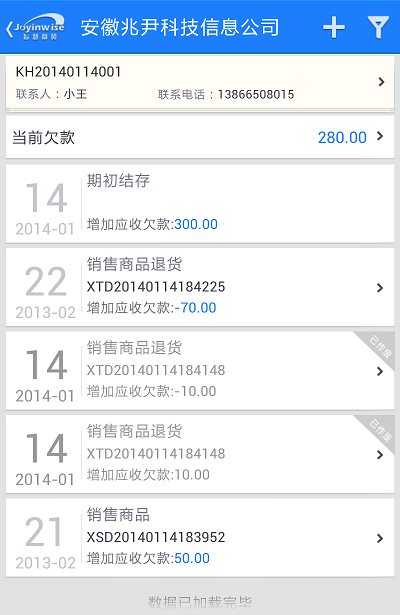 Joyinwise
智慧商贸
安徽兆尹科技信息公司
KH20140114001
联系人：小王
联系电话：13866508015
当前欠款
280.00
14
2014-01
期初结存
增加应收欠款:300.00
22
2013-02
销售商品退货
XTD20140114184225
增加应收欠款:-70.00
14
2014-01
销售商品退货
XTD20140114184148
增加应收欠款:-10.00
已作废
14
2014-01
销售商品退货
XTD20140114184148
增加应收欠款:10.00
已作废
21
2013-02
销售商品
XSD20140114183952
增加应收欠款:50.00
数据已加载完毕